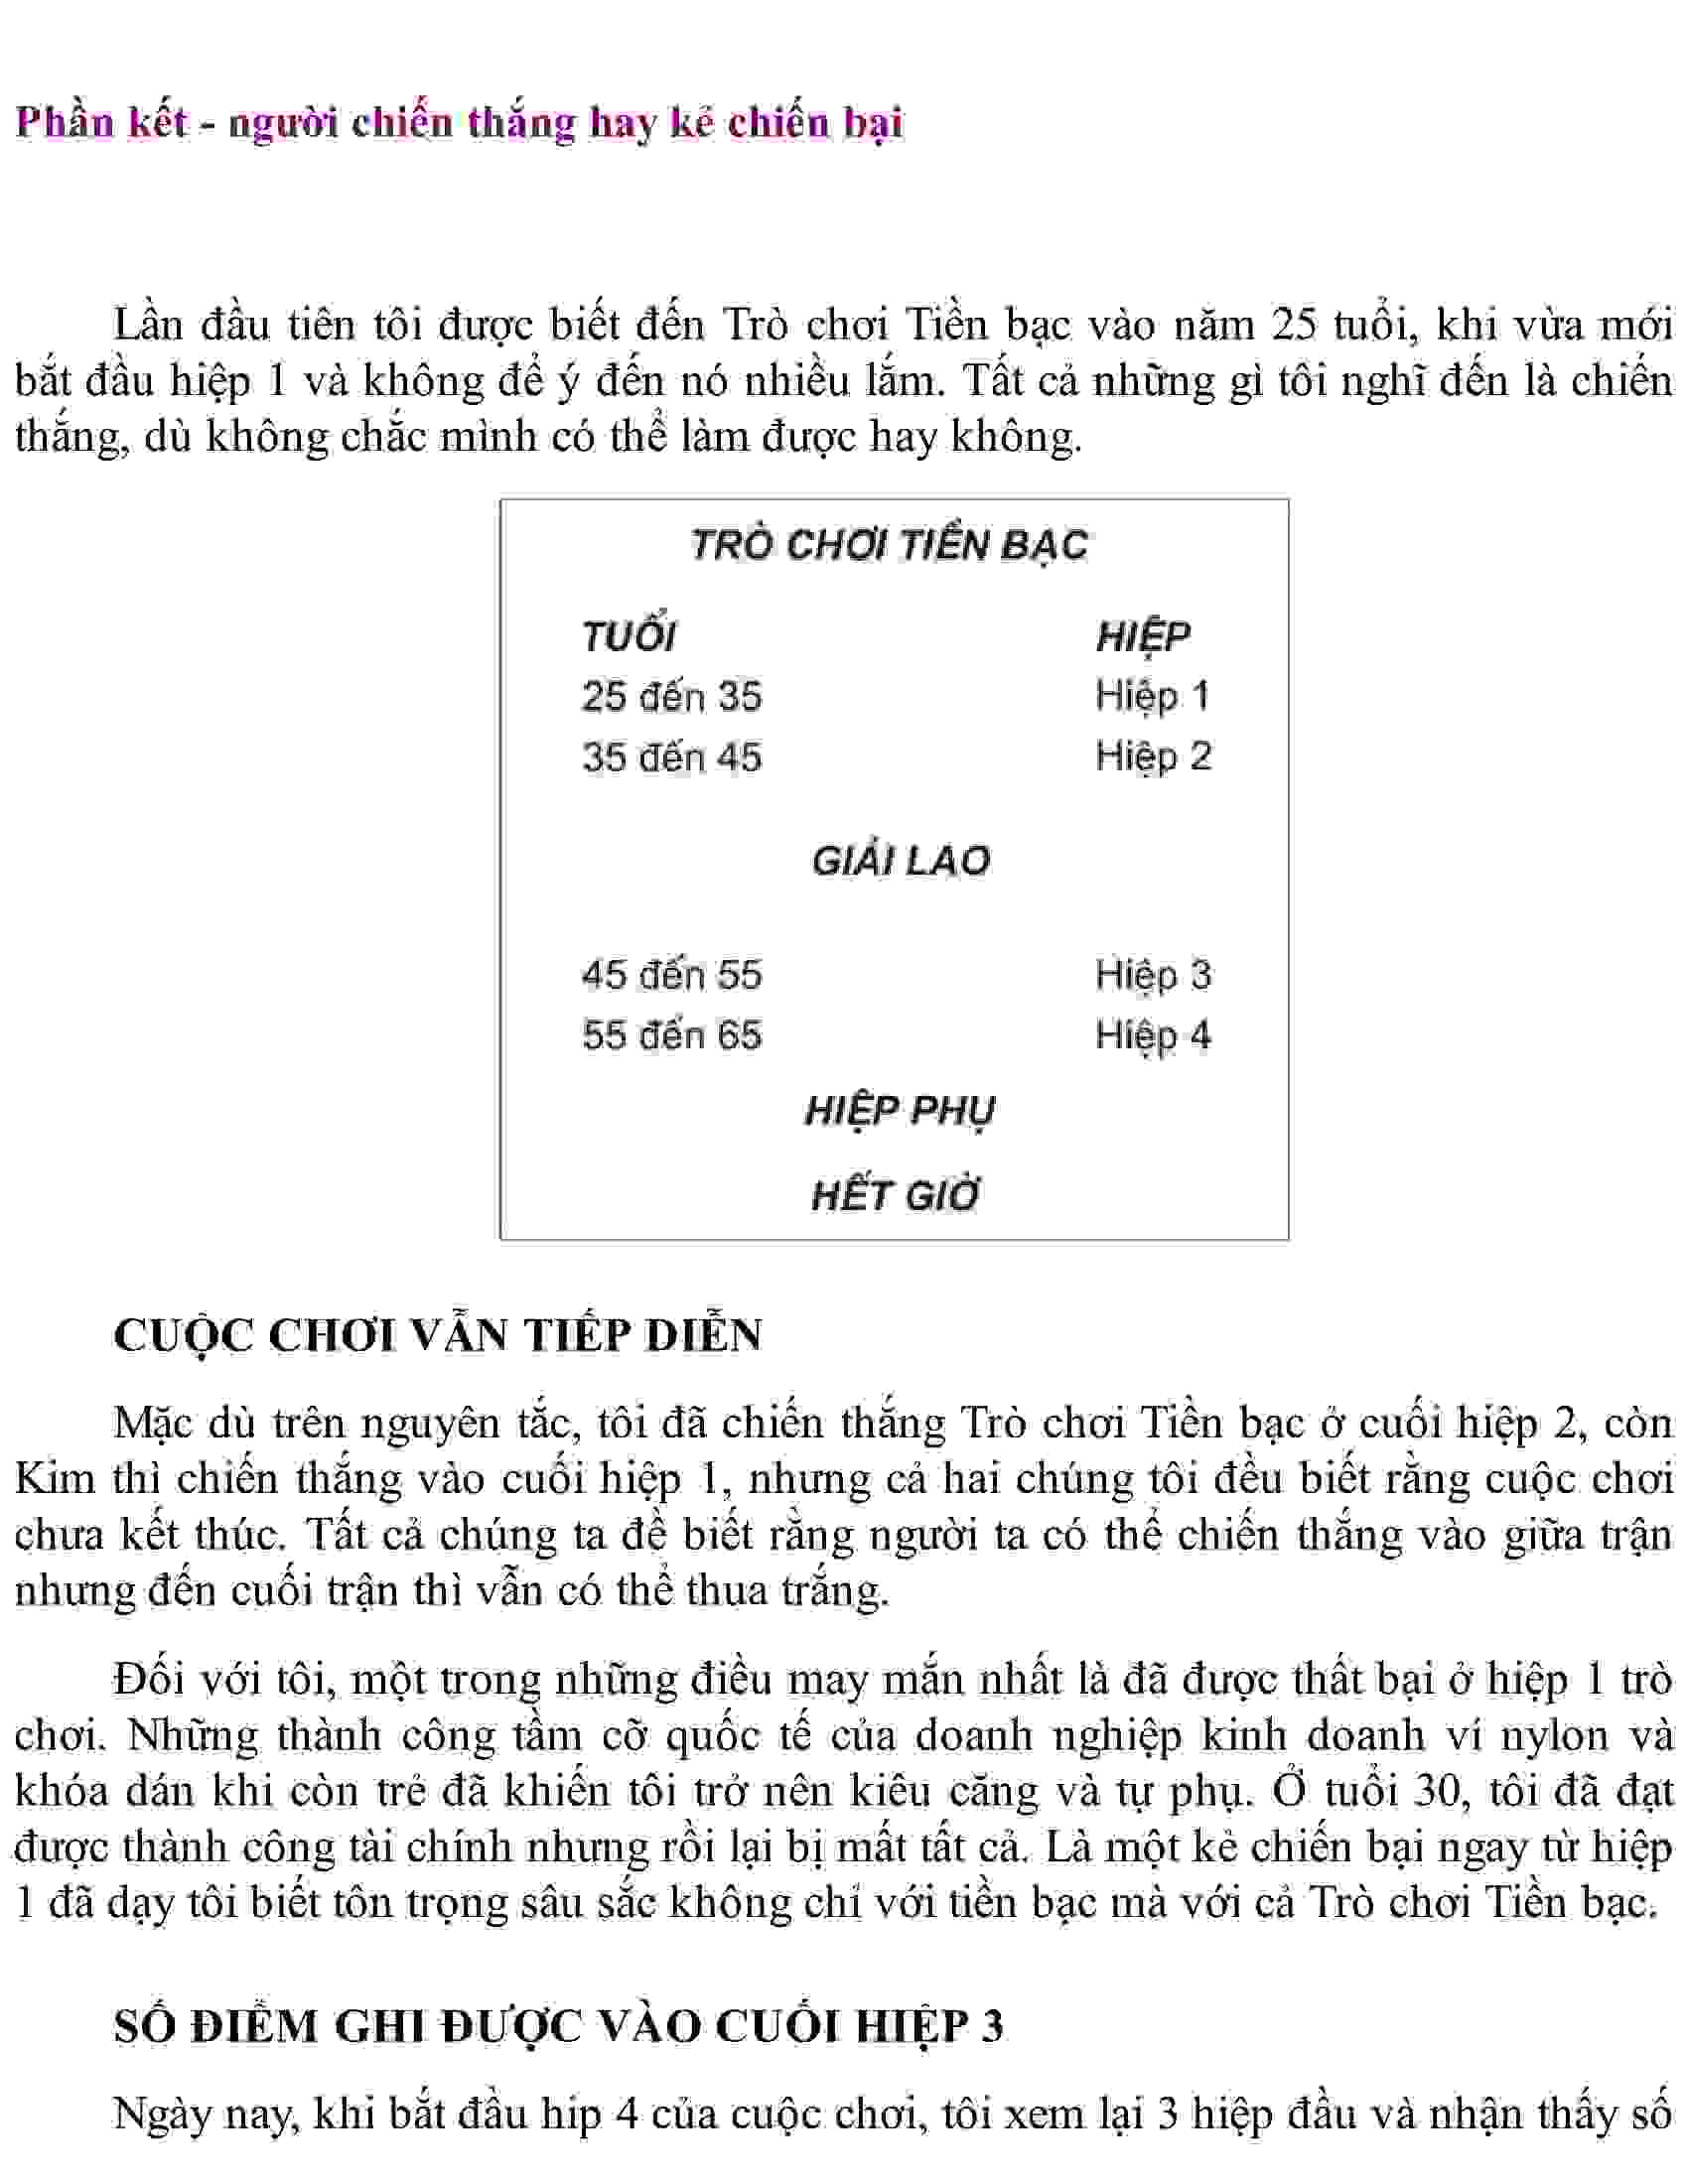 Phần kết - người chiến thắng hay kẻ chiến bại
Lần đầu tiên tôi được biết đến Trò chơi Tiền bạc vào năm 25 tuổi, khi vừa mới
bắt đầu hiệp 1 và không để ý đến nó nhiều lắm. Tất cả những gì tôi nghĩ đến là chiến
thắng, dù không chắc mình có thể làm được hay không.
TRÒ CHƠI TIỀN BẠC
TUỔI HIỆP
25 đến 35 Hiệp 1
35 đến 45 Hiệp 2
GIẢI LAO
45 đến 55 Hiệp 3
55 đến 65 Hiệp 4
HIỆP PHỤ
HẾT GIỜ
CUỘC CHƠI VẪN TIẾP DIỄN
Mặc dù trên nguyên tắc, tôi đã chiến thắng Trò chơi Tiền bạc ở cuối hiệp 2, còn
Kim thì chiến thắng vào cuối hiệp 1, nhưng cả hai chúng tôi đều biết rằng cuộc chơi
chưa kết thúc. Tất cả chúng ta đề biết rằng người ta có thể chiến thắng vào giữa trận
nhưng đến cuối trận thì vẫn có thể thua trắng.
Đối với tôi, một trong những điều may mắn nhất là đã được thất bại ở hiệp 1 trò
chơi. Những thành công tầm cỡ quốc tế của doanh nghiệp kinh doanh ví nylon và
khóa dán khi còn trẻ đã khiến tôi trở nên kiêu căng và tự phụ. Ở tuổi 30, tôi đã đạt
được thành công tài chính nhưng rồi lại bị mất tất cả. Là một kẻ chiến bại ngay từ hiệp
1 đã dạy tôi biết tôn trọng sâu sắc không chỉ với tiền bạc mà với cả Trò chơi Tiền bạc.
SỐ ĐIỂM GHI ĐƯỢC VÀO CUỐI HIỆP 3
Ngày nay, khi bắt đầu hip 4 của cuộc chơi, tôi xem lại 3 hiệp đầu và nhận thấy số